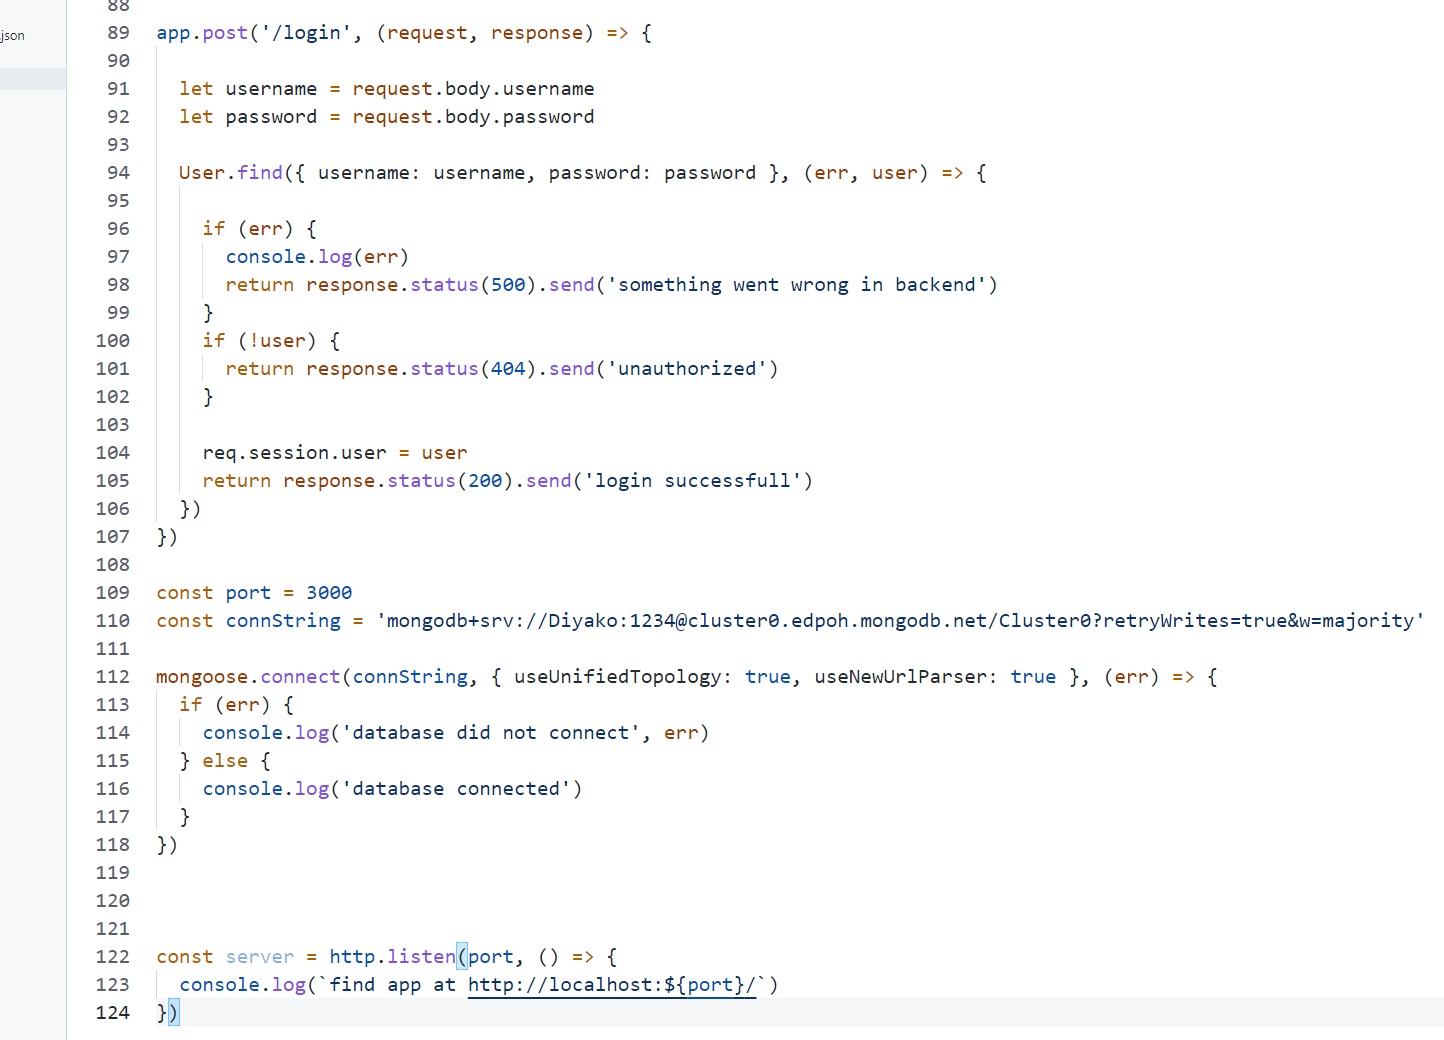 88
json
89 app.post('/login', (request, response) => {
90
91 let username = request.body.username
92 let password = request.body.password
93
94 User.find({ username: username, password: password }, (err, user) => {
95
96 if (err) {
97 console.log(err)
98 return response.status(500).send('something went wrong in backend')
99 }
100 if (!user) {
101 return response.status(404).send('unauthorized')
102 }
103
104 req.session.user = user
105 return response.status(200).send('login successfull')
106 })
107 })
108
109 const port = 3000
110 const connString = 'mongodb+srv://Diyako:1234@cluster0.edpoh.mongodb.net/Cluster0?retryWrites=true&w=majority'
111
112 mongoose.connect(connString, { useUnifiedTopology: true, useNewUrlParser: true }, (err) => {
113 if (err) {
114 console.log('database did not connect', err)
115 } else {
116 console.log('database connected')
117 }
118 })
119
120
121
122 const server = http.listen(port, () => {
123 console.log(`find app at http://localhost:${port}/`)
124 })